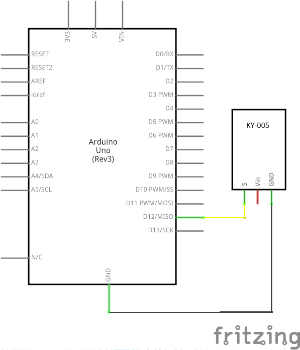 3V3
5V
VIN
RESET
RESET2
AREF
ioref
A0
A1
A2
A3
A4/SDA
A5/SCL
N/C
Arduino
Uno
(Rev3)
D0/RX
D1/TX
D2
D3 PWM
D4
D5 PWM
D6 PWM
D7
D8
D9 PWM
D10 PWM/SS
D11 PWM/MOSI
D12/MISO
D13/SCK
GND
KY-005
S
Vin
GND
fritzing